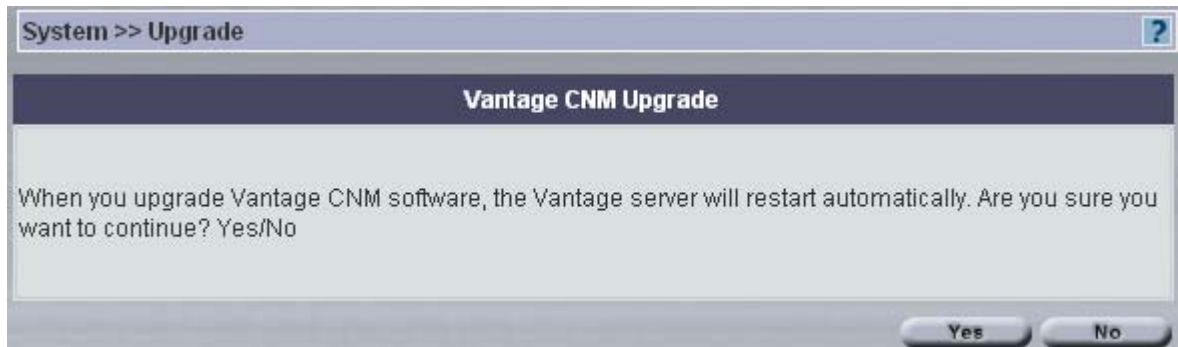 System >> Upgrade
?
Vantage CNM Upgrade
When you upgrade Vantage CNM software, the Vantage server will restart automatically. Are you sure you
want to continue? Yes/No
Yes
No